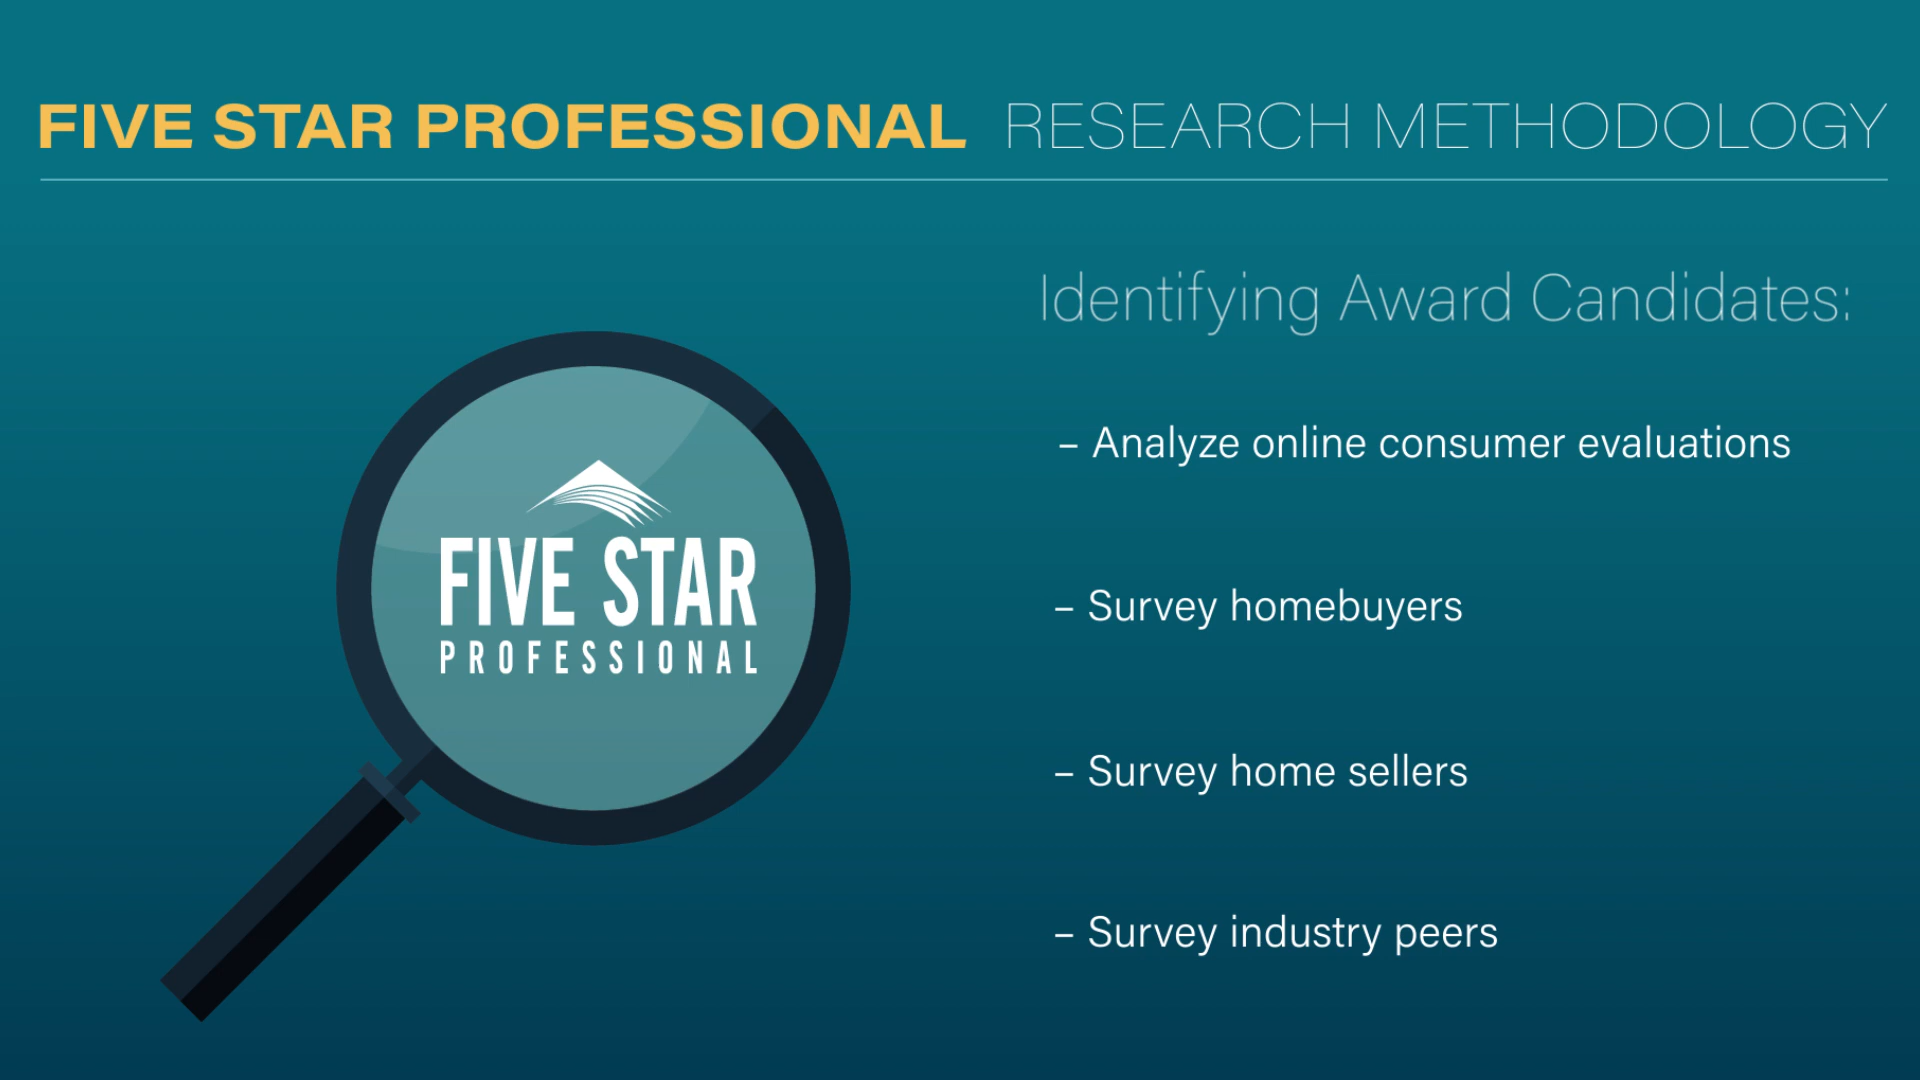 FIVE STAR PROFESSIONAL RESEARCH METHODOLOGY
Identifying Award Candidates:
– Analyze online consumer evaluations
– Survey homebuyers
– Survey home sellers
– Survey industry peers
FIVE STAR
PROFESSIONAL